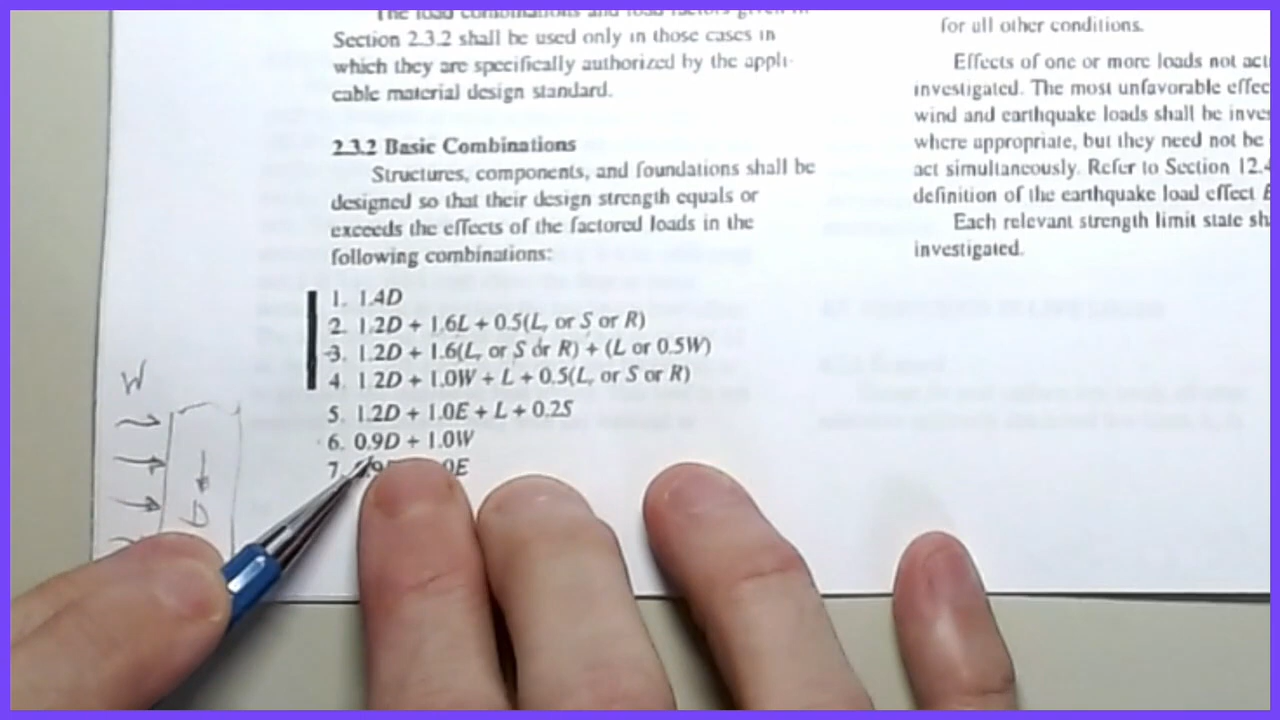 The load combinations and load factors given in
Section 2.3.2 shall be used only in those cases in
which they are specifically authorized by the appli-
cable material design standard.
2.3.2 Basic Combinations
Structures, components, and foundations shall be
designed so that their design strength equals or
exceeds the effects of the factored loads in the
following combinations:
1. 1.4D
2. 1.2D + 1.6L + 0.5(Lr or S or R)
3. 1.2D + 1.6(Lr or S or R) + (L or 0.5W)
4. 1.2D + 1.0W + L + 0.5(Lr or S or R)
5. 1.2D + 1.0E + L + 0.2S
6. 0.9D + 1.0W
7. 0E
W
D
for all other conditions.
Effects of one or more loads not
investigated. The most unfavorable
wind and earthquake loads shall be
where appropriate, but they need not be
act simultaneously. Refer to Section 12.4
definition of the earthquake load effect
Each relevant strength limit state
investigated.